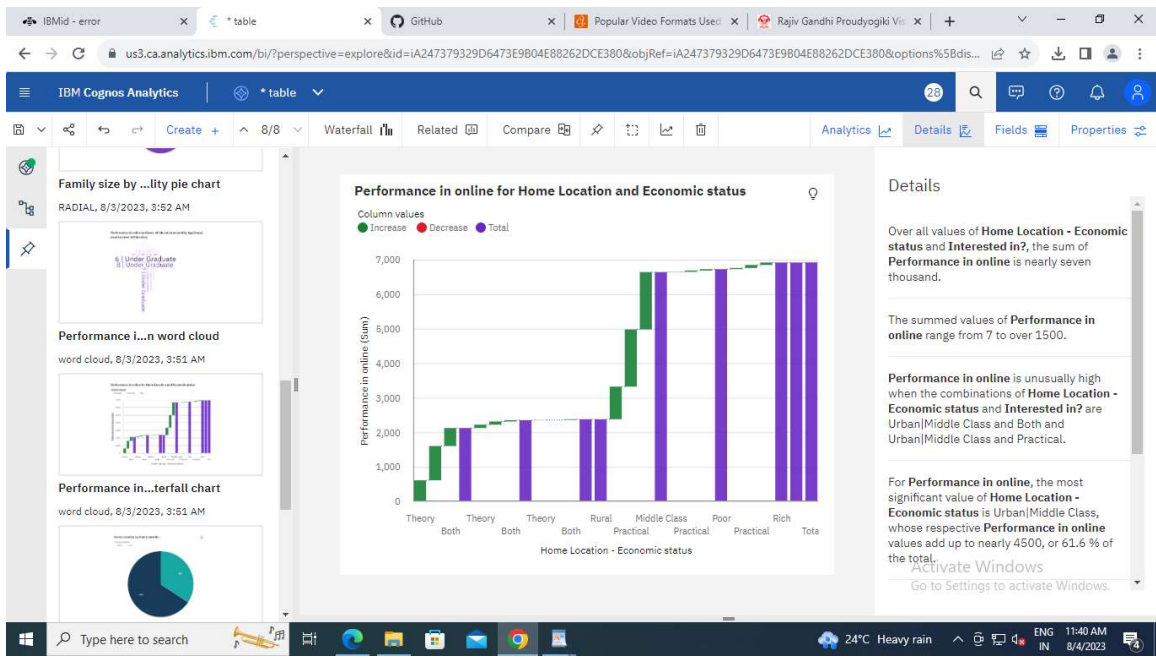 IBMid - error
* table
GitHub
Popular Video Formats Used
Rajiv Gandhi Proudyogiki Vis
us3.ca.analytics.ibm.com/bi/?perspective=explore&id=iA247379329D6473E9B04E88262DCE380&objRef=iA247379329D6473E9B04E88262DCE380&options%5Bdis...
IBM Cognos Analytics
* table
28
Create +
8/8
Waterfall
Related
Compare
Analytics
Details
Fields
Properties
Family size by ...lity pie chart
RADIAL, 8/3/2023, 3:52 AM
6 | Under Graduate
8 | Under Graduate
Performance i...n word cloud
word cloud, 8/3/2023, 3:51 AM
Performance in...terfall chart
word cloud, 8/3/2023, 3:51 AM
Performance in online for Home Location and Economic status
Column values
Increase Decrease Total
7,000
6,000
5,000
4,000
3,000
2,000
1,000
0
Performance in online (Sum)
Theory Theory Theory Rural Middle Class Poor Rich
Both Both Both Practical Practical Practical Tota
Home Location - Economic status
Details
Over all values of Home Location - Economic
status and Interested in?, the sum of
Performance in online is nearly seven
thousand.
The summed values of Performance in
online range from 7 to over 1500.
Performance in online is unusually high
when the combinations of Home Location -
Economic status and Interested in? are
Urban|Middle Class and Both and
Urban|Middle Class and Practical.
For Performance in online, the most
significant value of Home Location -
Economic status is Urban|Middle Class,
whose respective Performance in online
values add up to nearly 4500, or 61.6 % of
the total.
Activate Windows
Go to Settings to activate Windows.
Type here to search
24°C Heavy rain
ENG
IN
11:40 AM
8/4/2023
4